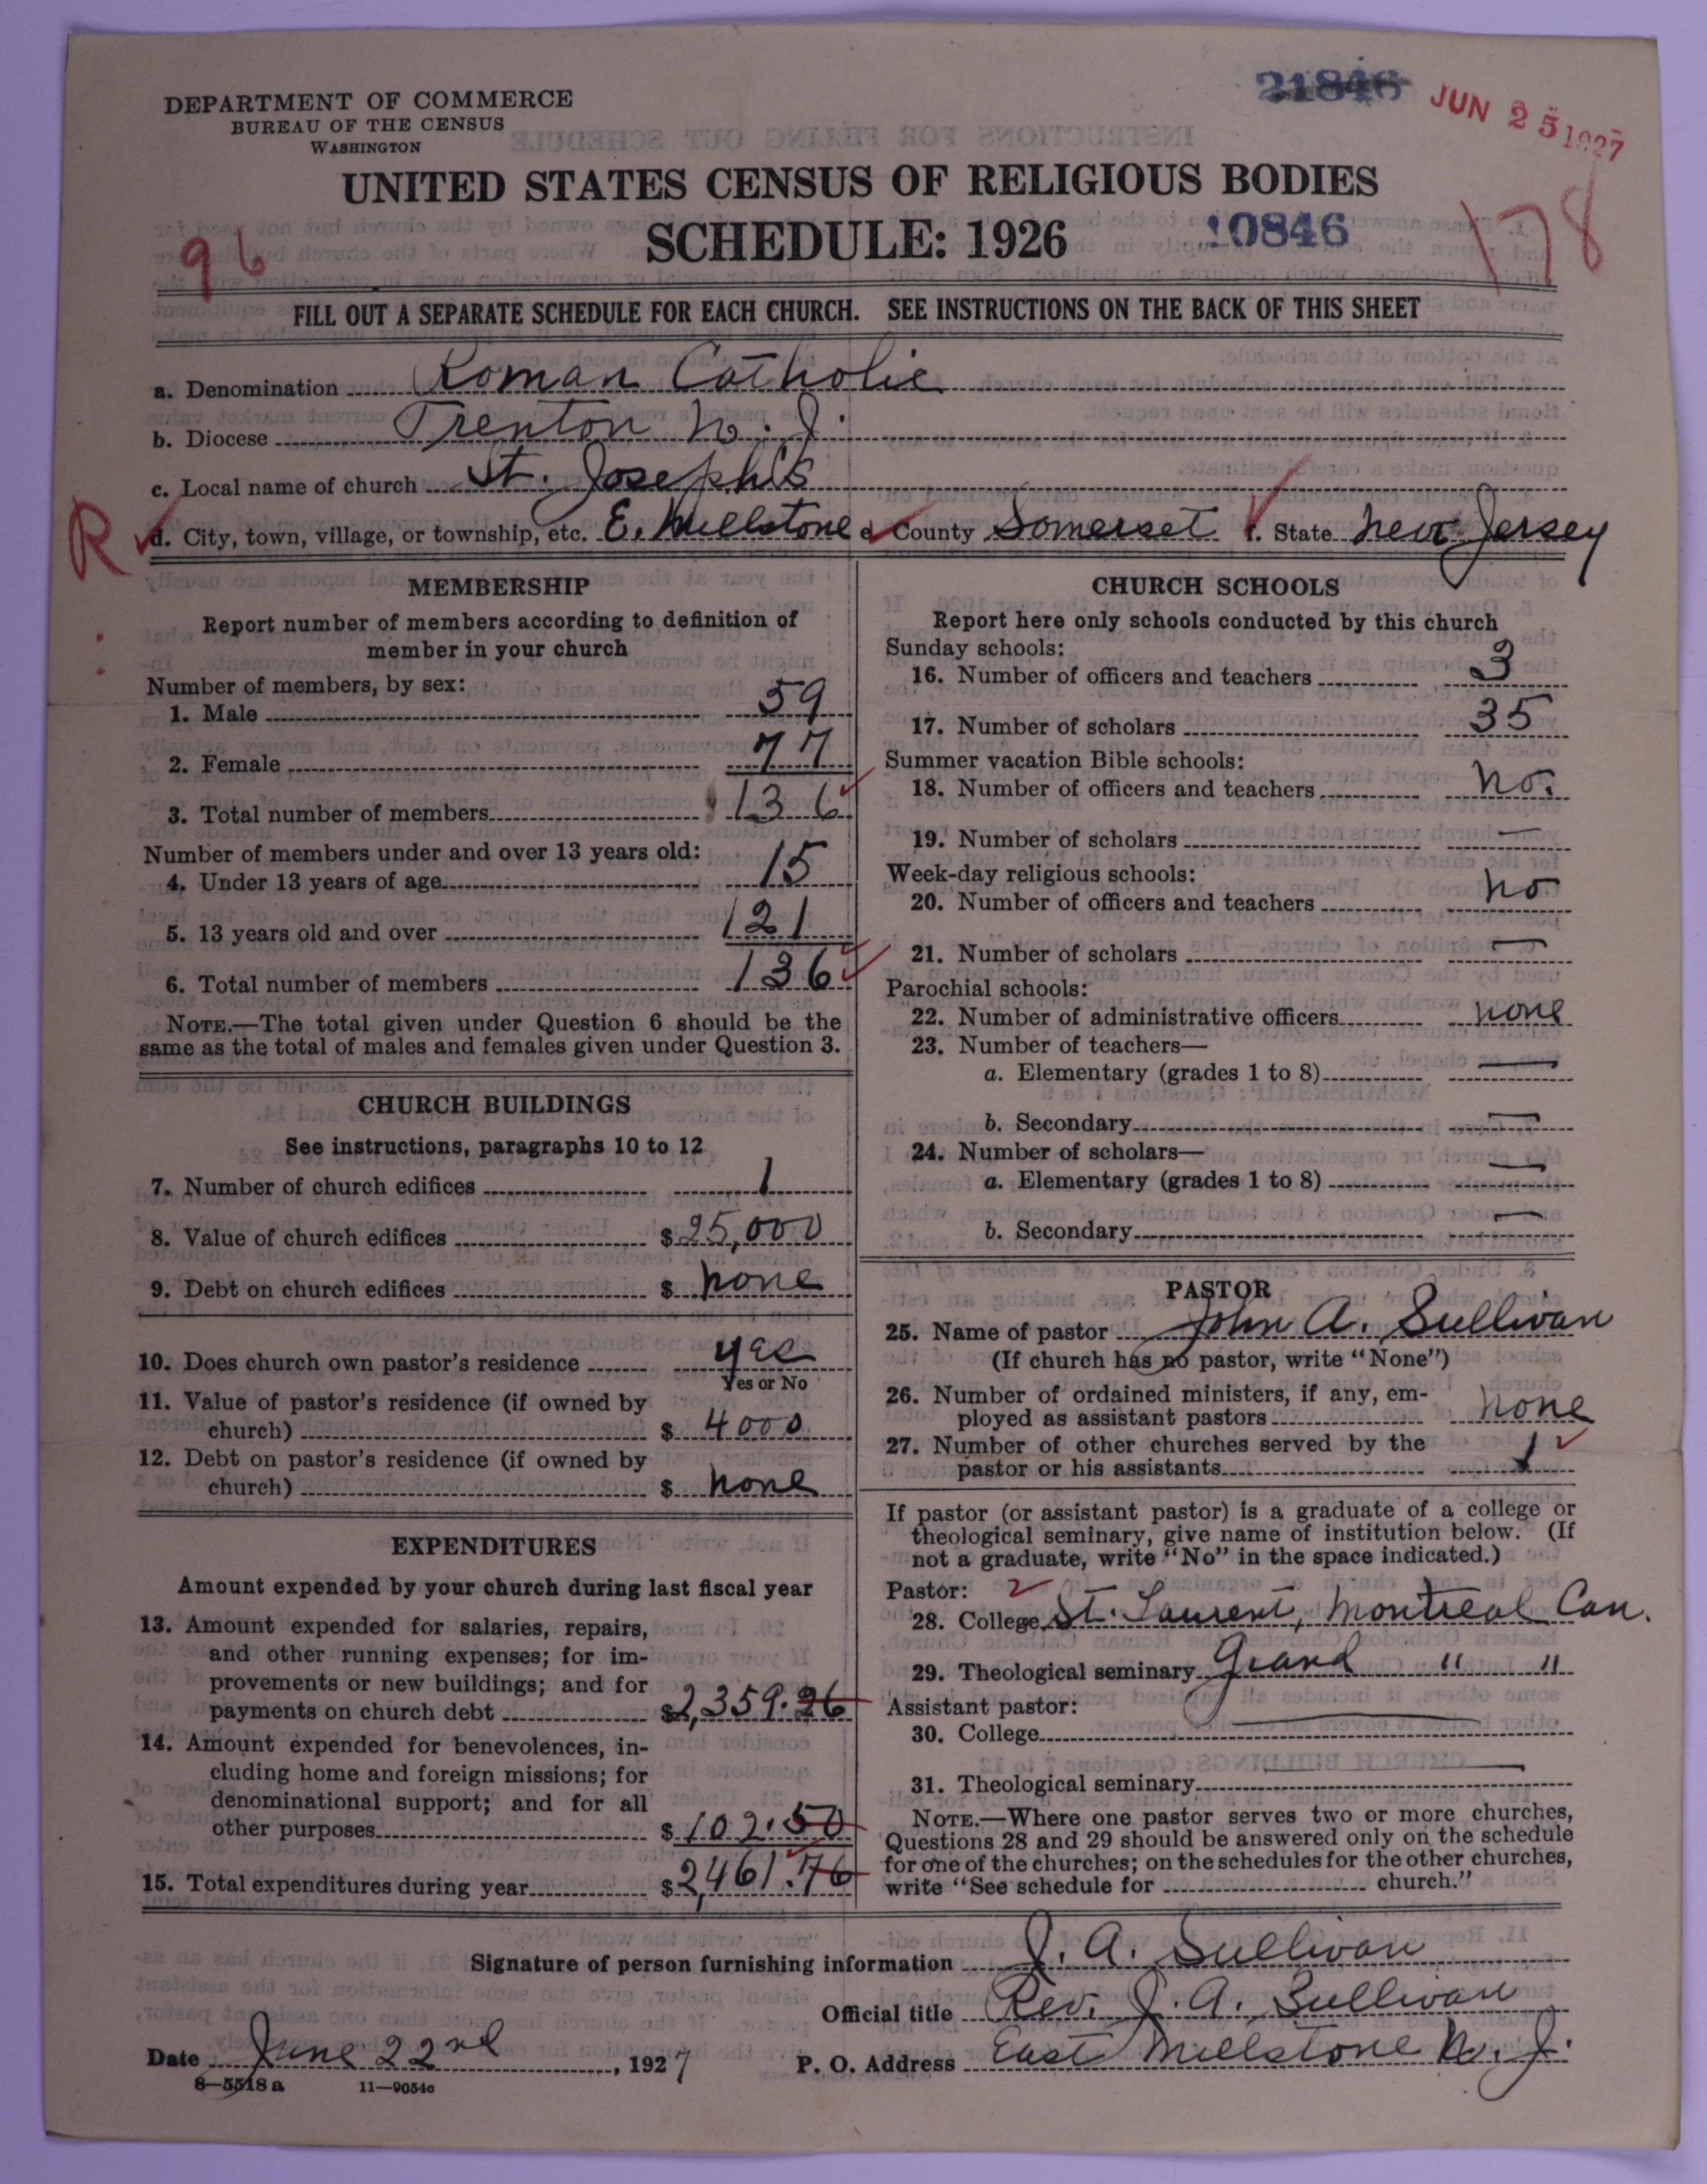 21846
JUN 25 1927
DEPARTMENT OF COMMERCE
BUREAU OF THE CENSUS
WASHINGTON
UNITED STATES CENSUS OF RELIGIOUS BODIES
SCHEDULE: 1926
10846
178
96
FILL OUT A SEPARATE SCHEDULE FOR EACH CHURCH. SEE INSTRUCTIONS ON THE BACK OF THIS SHEET
a. Denomination Roman Catholic
b. Diocese Trenton N. J.
c. Local name of church St. Joseph's
R d. City, town, village, or township, etc. E. Millstone e. County Somerset f. State New Jersey
MEMBERSHIP
Report number of members according to definition of
member in your church
Number of members, by sex:
1. Male 59
2. Female 77
3. Total number of members 136
Number of members under and over 13 years old:
4. Under 13 years of age 15
5. 13 years old and over 121
6. Total number of members 136
NOTE.—The total given under Question 6 should be the
same as the total of males and females given under Question 3.
CHURCH BUILDINGS
See instructions, paragraphs 10 to 12
7. Number of church edifices 1
8. Value of church edifices $ 25,000
9. Debt on church edifices $ none
10. Does church own pastor's residence yes
Yes or No
11. Value of pastor's residence (if owned by
church) $ 4000
12. Debt on pastor's residence (if owned by
church) $ none
EXPENDITURES
Amount expended by your church during last fiscal year
13. Amount expended for salaries, repairs,
and other running expenses; for im-
provements or new buildings; and for
payments on church debt $2,359.26
14. Amount expended for benevolences, in-
cluding home and foreign missions; for
denominational support; and for all
other purposes $ 102.50
15. Total expenditures during year $2,461.76
CHURCH SCHOOLS
Report here only schools conducted by this church
Sunday schools:
16. Number of officers and teachers 3
17. Number of scholars 35
Summer vacation Bible schools:
18. Number of officers and teachers No.
19. Number of scholars —
Week-day religious schools:
20. Number of officers and teachers No
21. Number of scholars —
Parochial schools:
22. Number of administrative officers none
23. Number of teachers—
a. Elementary (grades 1 to 8) —
b. Secondary —
24. Number of scholars—
a. Elementary (grades 1 to 8) —
b. Secondary —
PASTOR
25. Name of pastor John A. Sullivan
(If church has no pastor, write "None")
26. Number of ordained ministers, if any, em-
ployed as assistant pastors none
27. Number of other churches served by the
pastor or his assistants 1
If pastor (or assistant pastor) is a graduate of a college or
theological seminary, give name of institution below. (If
not a graduate, write "No" in the space indicated.)
Pastor:
28. College St. Laurent, Montreal Can.
29. Theological seminary Grand " "
Assistant pastor:
30. College —
31. Theological seminary —
NOTE.—Where one pastor serves two or more churches,
Questions 28 and 29 should be answered only on the schedule
for one of the churches; on the schedules for the other churches,
write "See schedule for church."
Signature of person furnishing information J. A. Sullivan
Official title Rev. J. A. Sullivan
Date June 22nd, 1927 P. O. Address East Millstone N. J.
8—5518 a 11—9054c